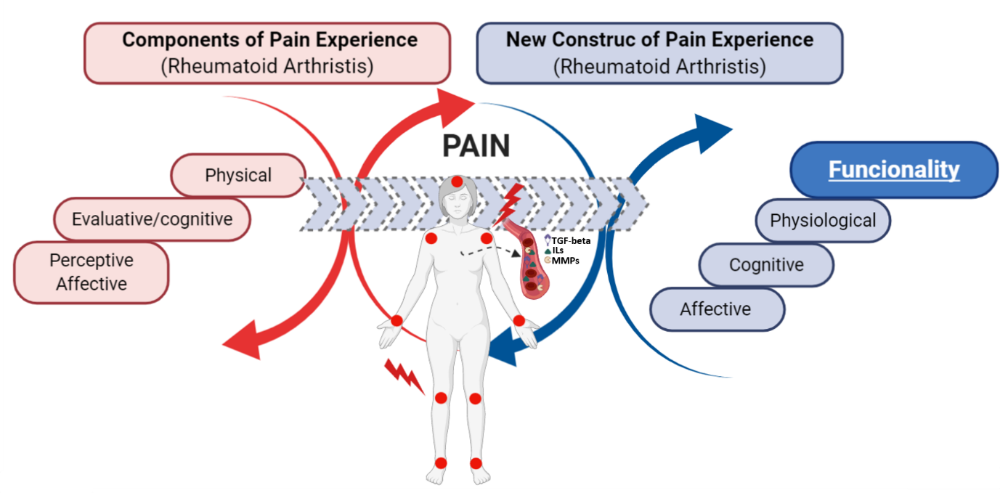 Components of Pain Experience
(Rheumatoid Arthristis)
New Construc of Pain Experience
(Rheumatoid Arthristis)
PAIN
Physical
Evaluative/cognitive
Perceptive
Affective
TGF-beta
ILs
MMPs
Funcionality
Physiological
Cognitive
Affective